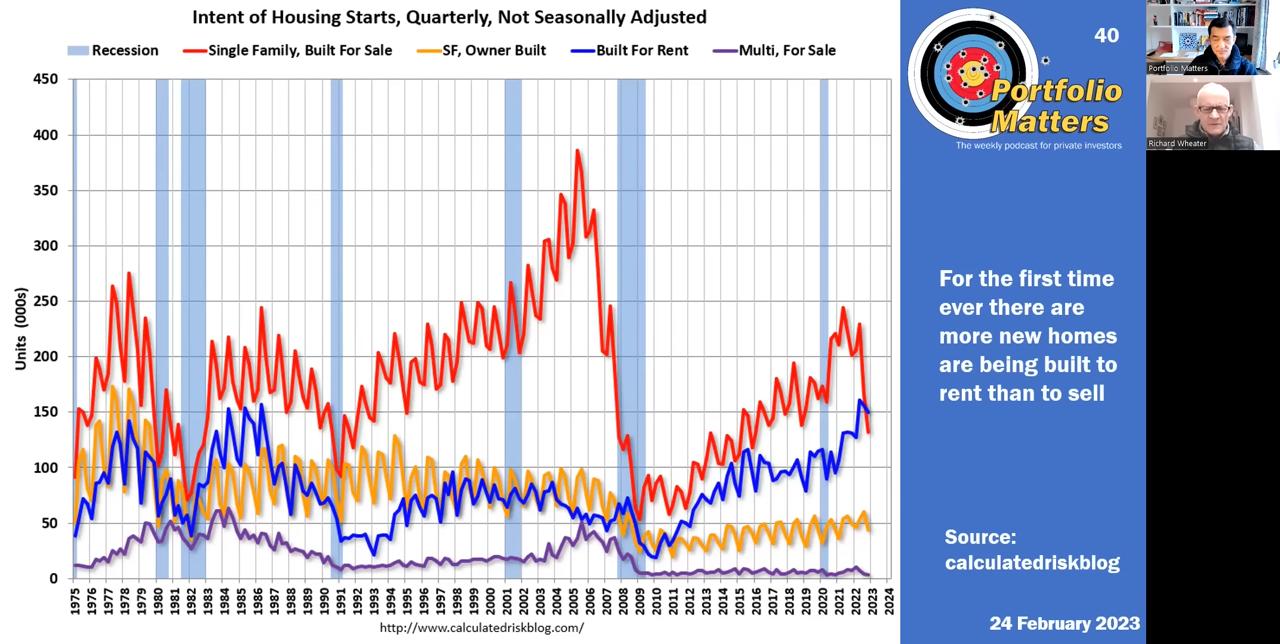 Intent of Housing Starts, Quarterly, Not Seasonally Adjusted
Recession
Single Family, Built For Sale
SF, Owner Built
Built For Rent
Multi, For Sale
Units (000s)
450
400
350
300
250
200
150
100
50
0
1975 1976 1977 1978 1979 1980 1981 1982 1983 1984 1985 1986 1987 1988 1989 1990 1991 1992 1993 1994 1995 1996 1997 1998 1999 2000 2001 2002 2003 2004 2005 2006 2007 2008 2009 2010 2011 2012 2013 2014 2015 2016 2017 2018 2019 2020 2021 2022 2023 2024
http://www.calculatedriskblog.com/
40
Portfolio
Matters
The weekly podcast for private investors
For the first time
ever there are
more new homes
are being built to
rent than to sell
Source:
calculatedriskblog
24 February 2023
Portfolio Matters
Richard Wheater